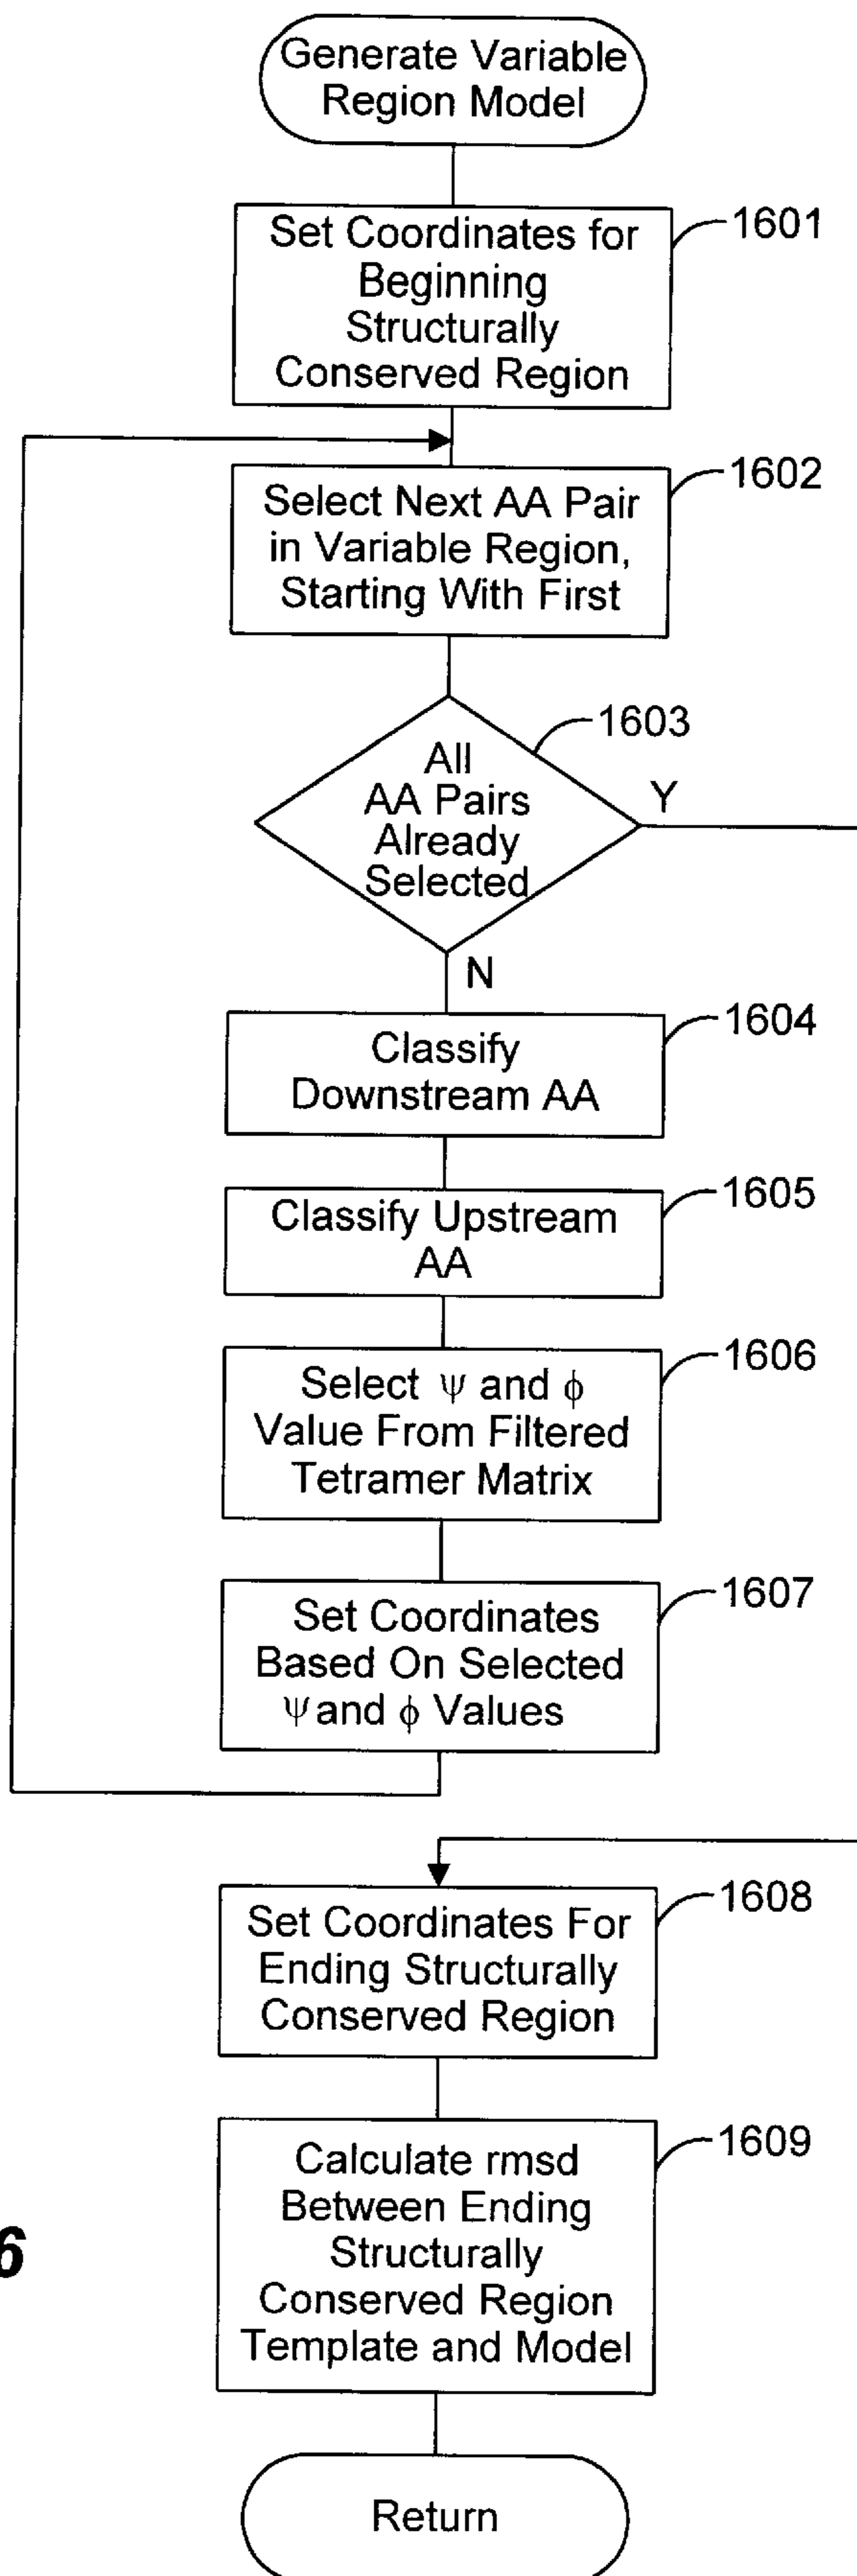 Generate Variable
Region Model
1601
Set Coordinates for
Beginning
Structurally
Conserved Region
1602
Select Next AA Pair
in Variable Region,
Starting With First
1603
All
AA Pairs
Already
Selected
Y
N
1604
Classify
Downstream AA
1605
Classify Upstream
AA
1606
Select ψ and ϕ
Value From Filtered
Tetramer Matrix
1607
Set Coordinates
Based On Selected
ψ and ϕ Values
1608
Set Coordinates For
Ending Structurally
Conserved Region
1609
Calculate rmsd
Between Ending
Structurally
Conserved Region
Template and Model
6
Return